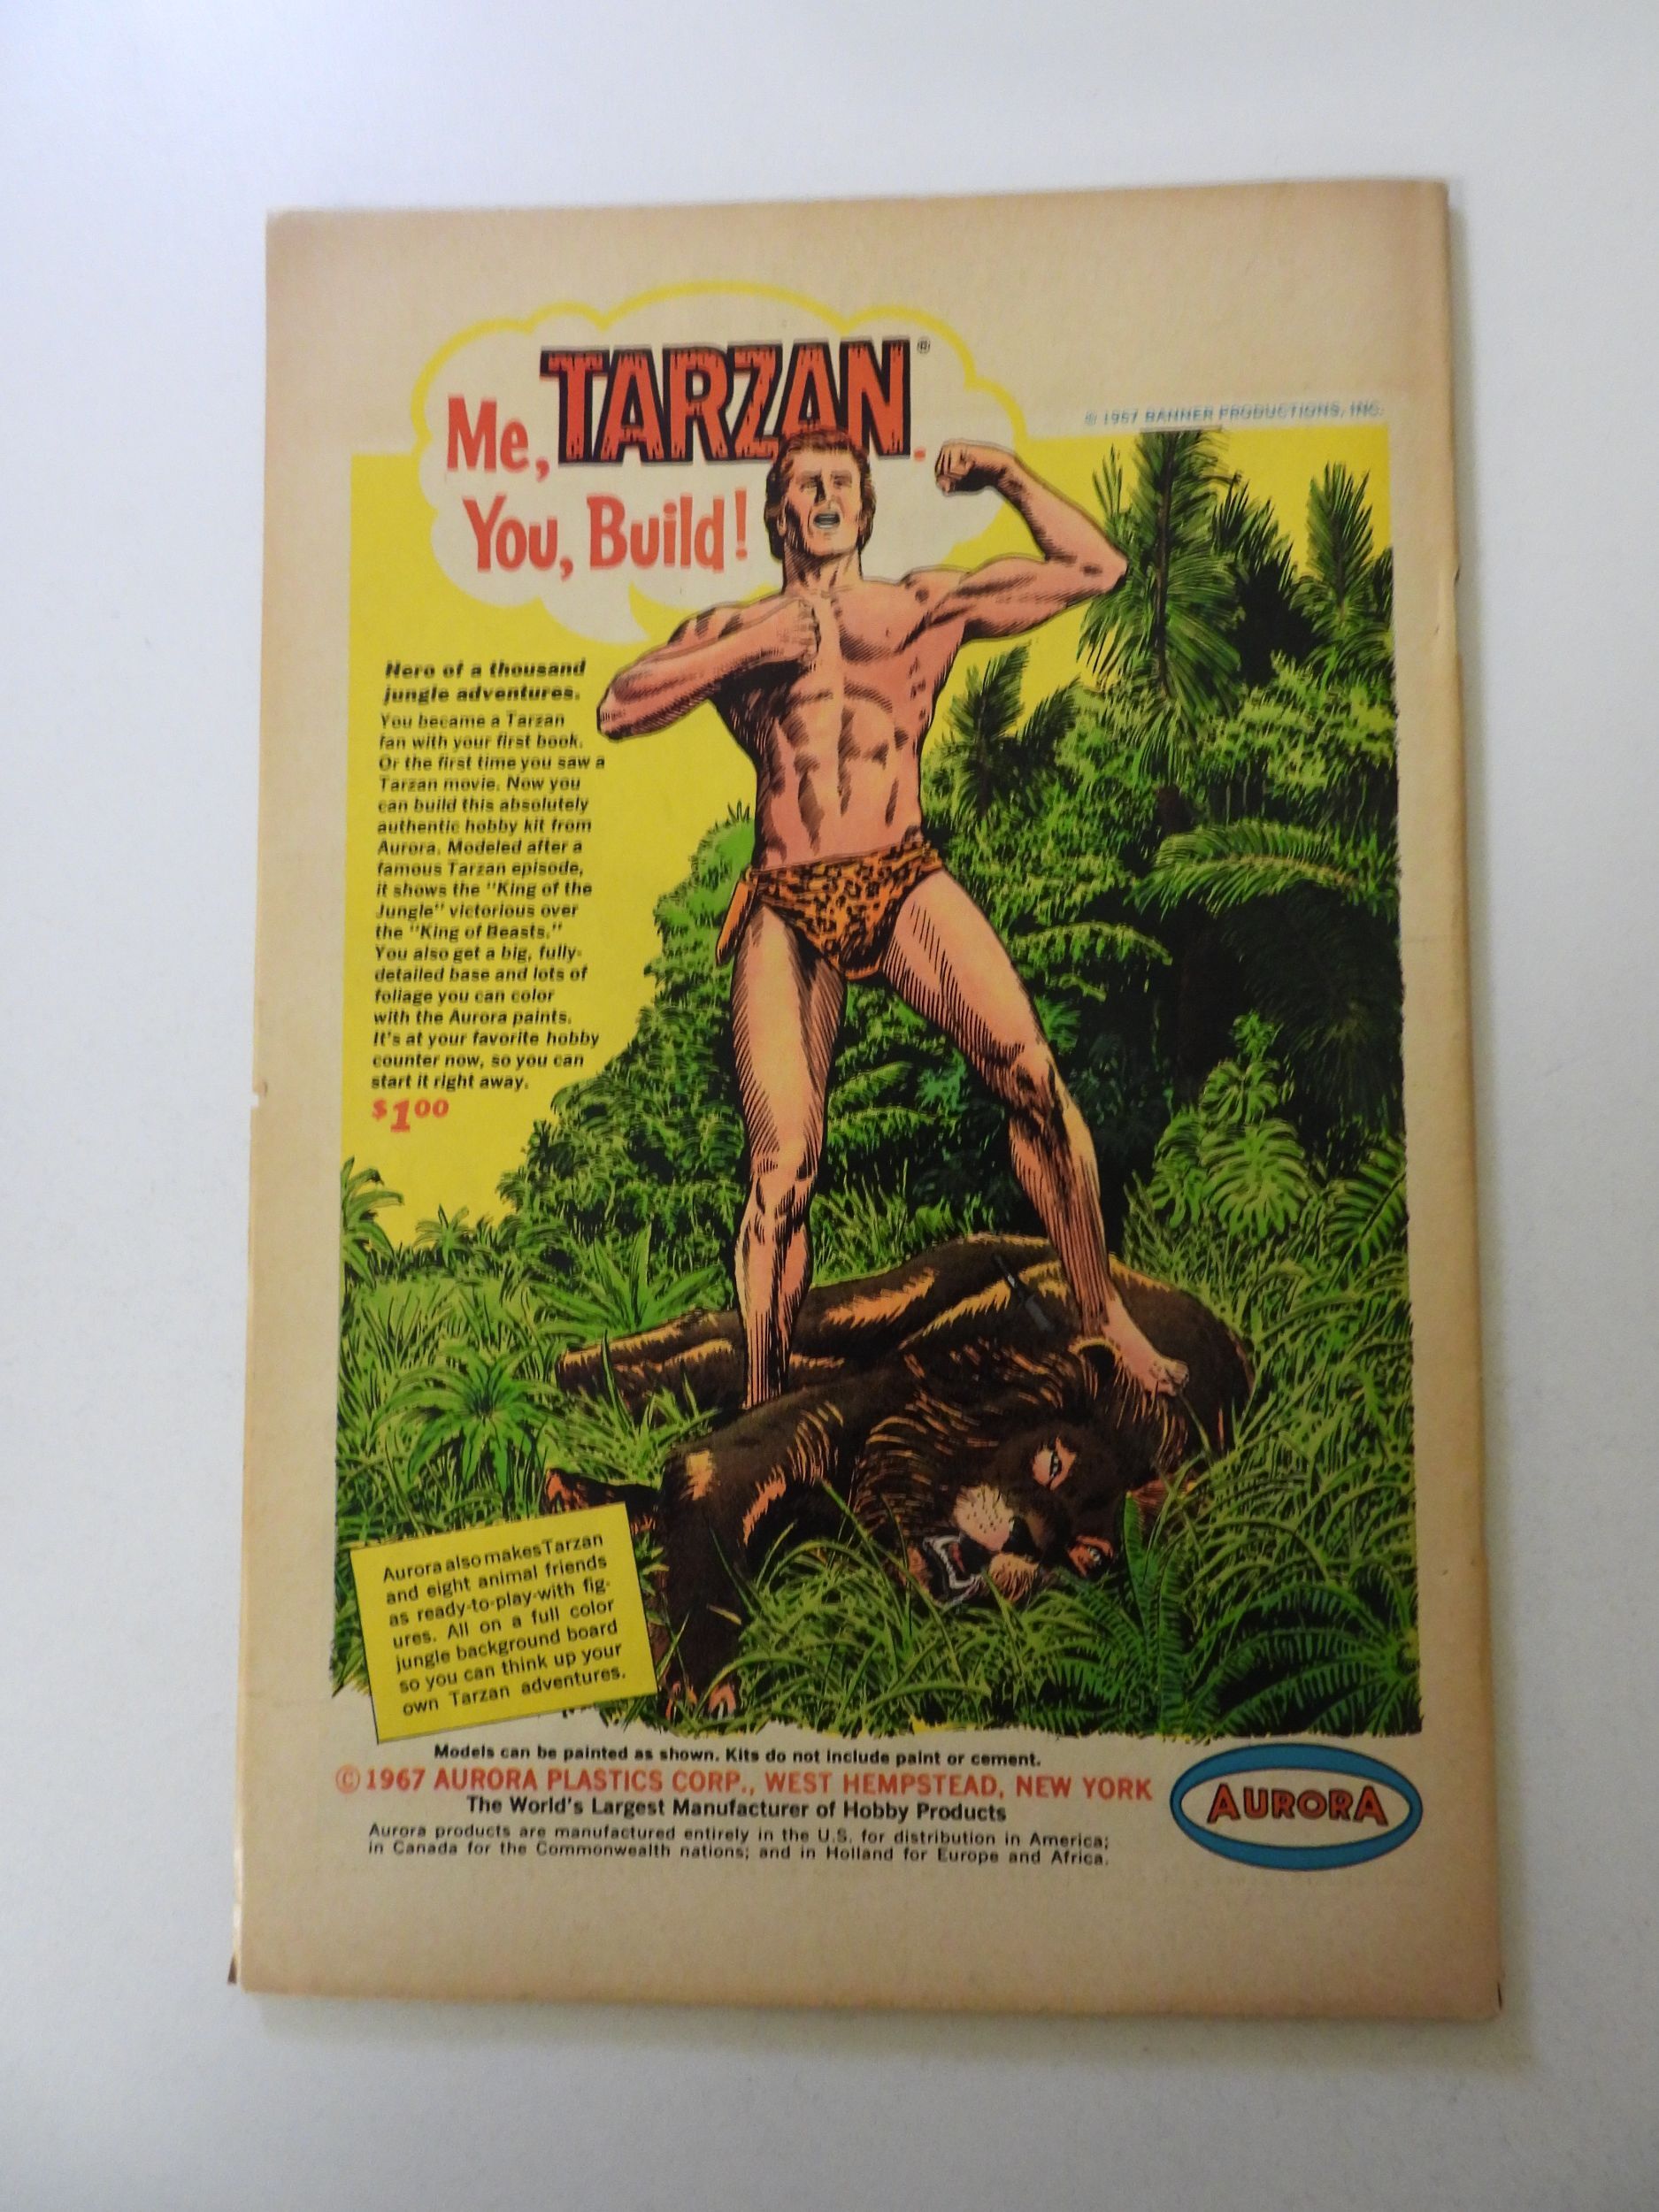 Me, TARZAN®.
You, Build!
© 1967 BANNER PRODUCTIONS, INC.
Hero of a thousand
jungle adventures.
You became a Tarzan
fan with your first book.
Or the first time you saw a
Tarzan movie. Now you
can build this absolutely
authentic hobby kit from
Aurora. Modeled after a
famous Tarzan episode,
it shows the "King of the
Jungle" victorious over
the "King of Beasts."
You also get a big, fully-
detailed base and lots of
foliage you can color
with the Aurora paints.
It's at your favorite hobby
counter now, so you can
start it right away.
$100
Aurora also makes Tarzan
and eight animal friends
as ready-to-play-with fig-
ures. All on a full color
jungle background board
so you can think up your
own Tarzan adventures.
Models can be painted as shown. Kits do not include paint or cement.
©1967 AURORA PLASTICS CORP., WEST HEMPSTEAD, NEW YORK
The World's Largest Manufacturer of Hobby Products
Aurora products are manufactured entirely in the U.S. for distribution in America;
in Canada for the Commonwealth nations; and in Holland for Europe and Africa.
AURORA